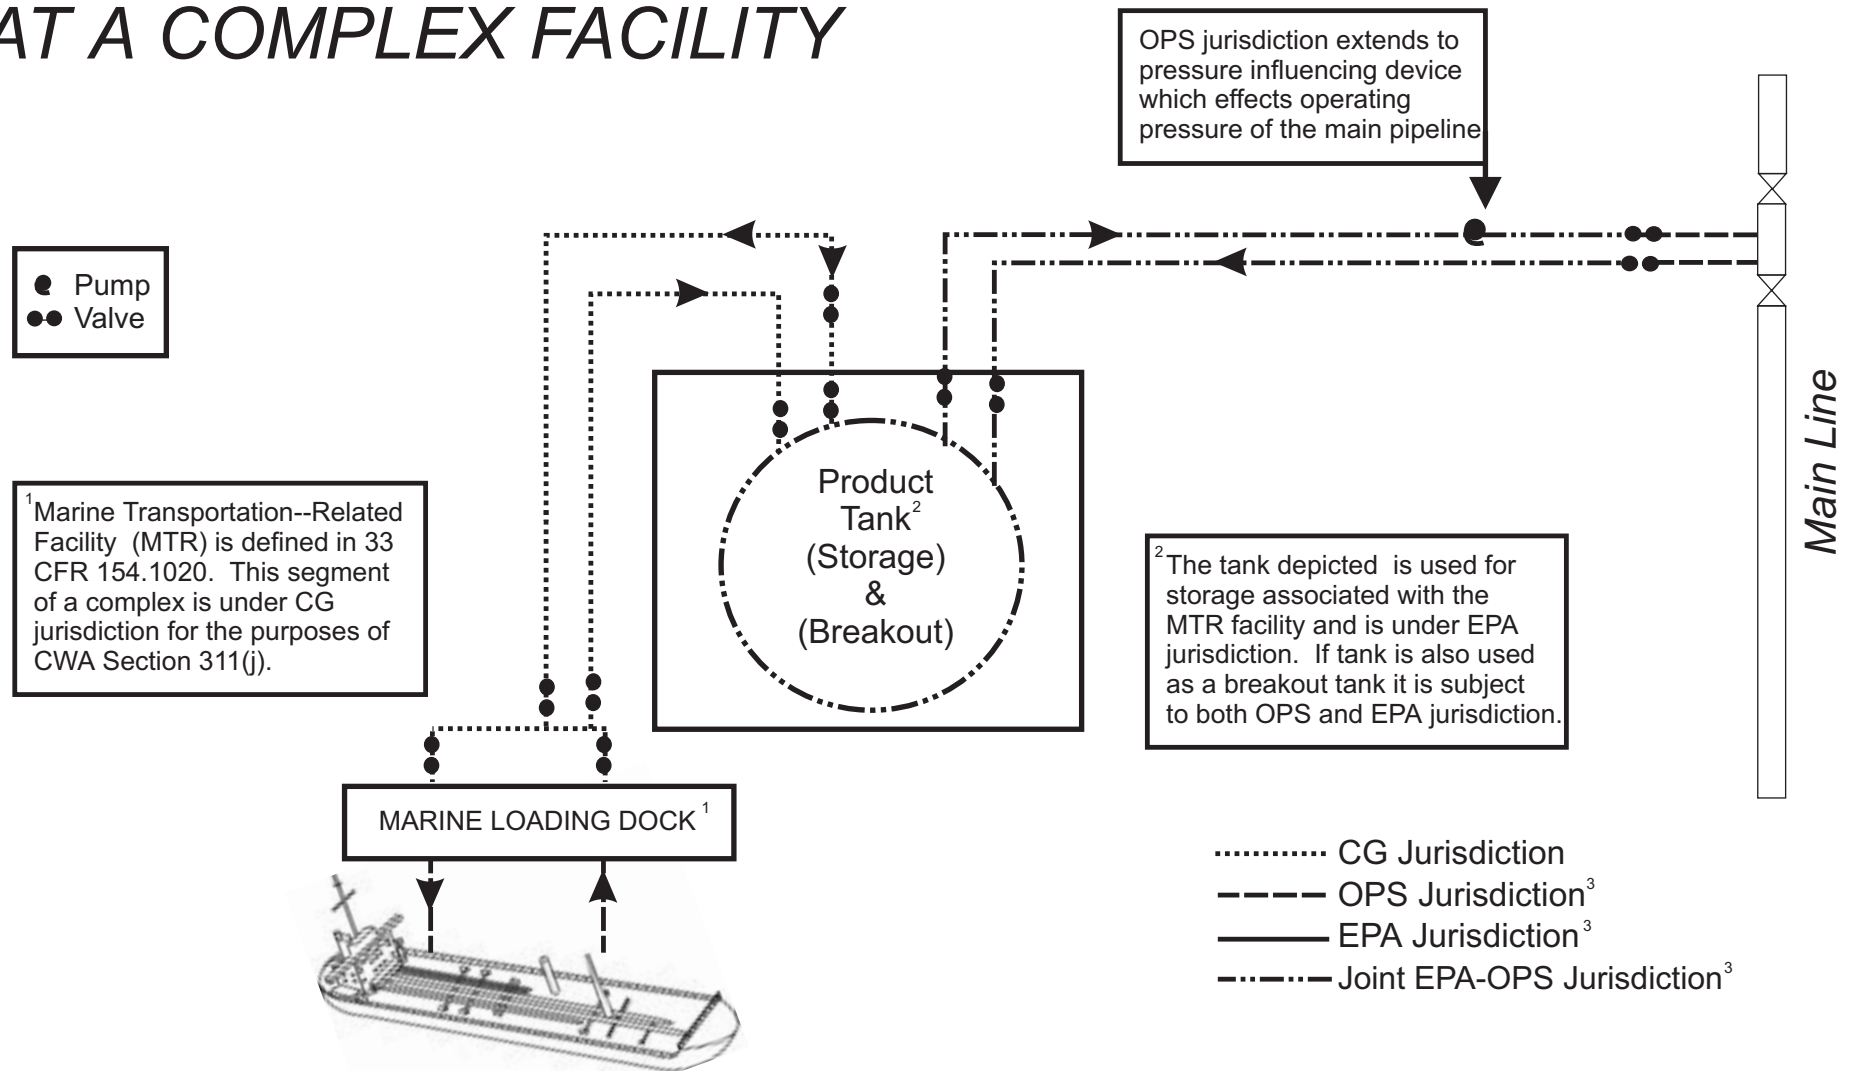 AT A COMPLEX FACILITY
OPS jurisdiction extends to
pressure influencing device
which effects operating
pressure of the main pipeline
Pump
Valve
Main Line
1Marine Transportation--Related
Facility (MTR) is defined in 33
CFR 154.1020. This segment
of a complex is under CG
jurisdiction for the purposes of
CWA Section 311(j).
Product
Tank2
(Storage)
&
(Breakout)
2The tank depicted is used for
storage associated with the
MTR facility and is under EPA
jurisdiction. If tank is also used
as a breakout tank it is subject
to both OPS and EPA jurisdiction.
MARINE LOADING DOCK1
CG Jurisdiction
OPS Jurisdiction3
EPA Jurisdiction3
Joint EPA-OPS Jurisdiction3